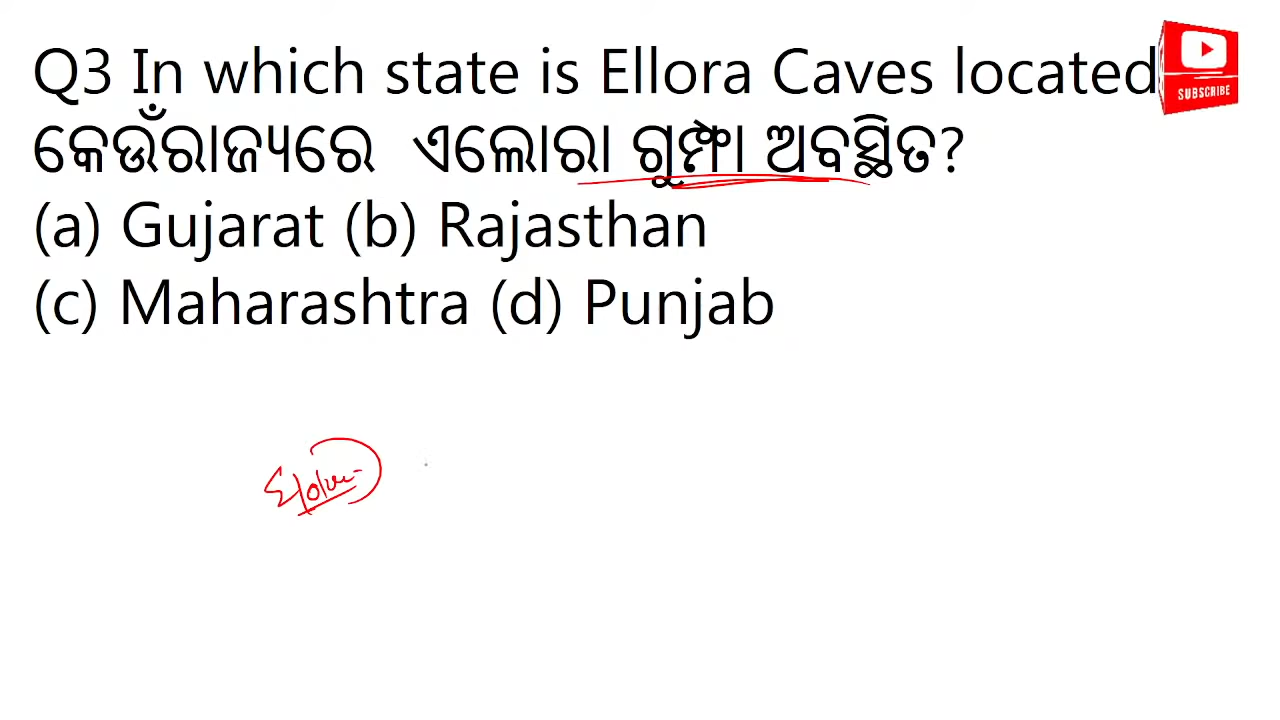 Q3 In which state is Ellora Caves located
SUBSCRIBE
କେଉଁରାଜ୍ୟରେ ଏଲୋରା ଗୁମ୍ଫା ଅବସ୍ଥିତ?
(a) Gujarat (b) Rajasthan
(c) Maharashtra (d) Punjab